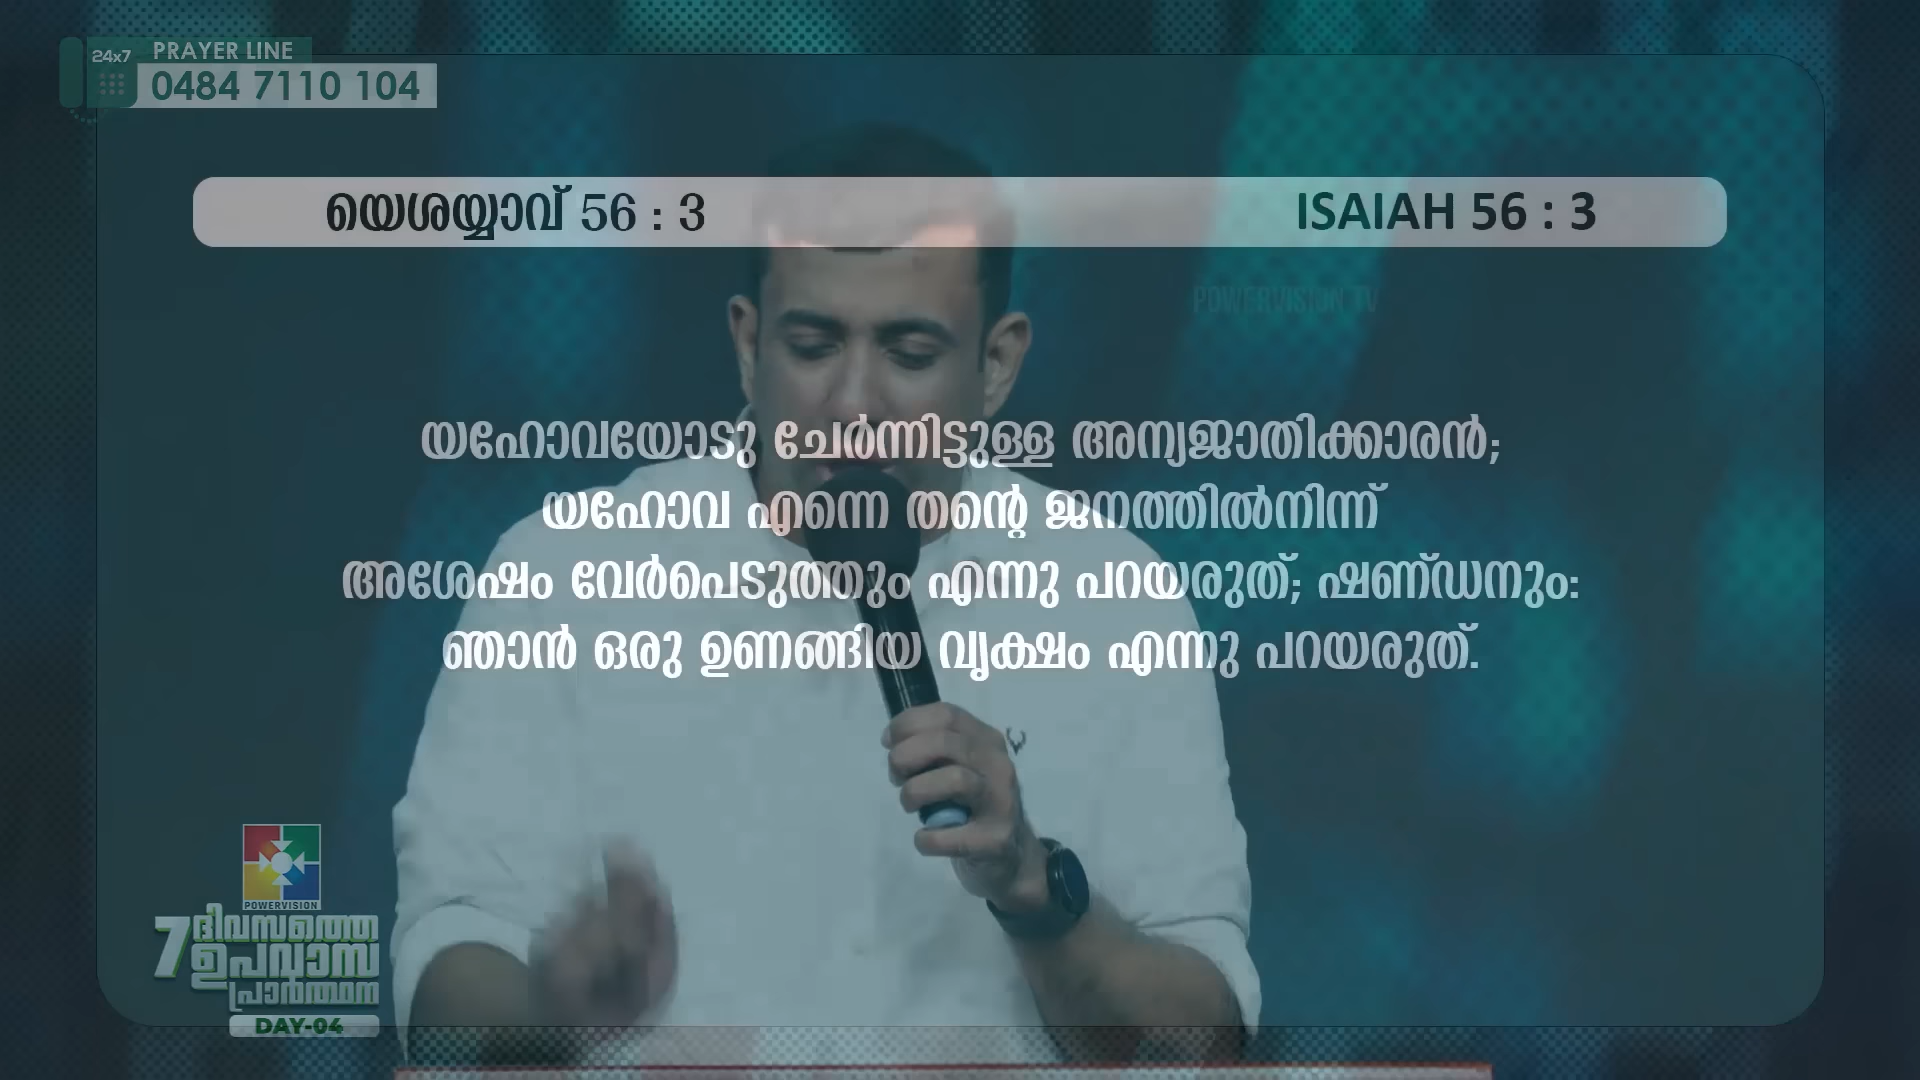 24x7 PRAYER LINE
0484 7110 104
യെശയ്യാവ് 56 : 3
ISAIAH 56 : 3
POWERVISION TV
യഹോവയോടു ചേർന്നിട്ടുള്ള അന്യജാതിക്കാരൻ;
യഹോവ എന്നെ തന്റെ ജനത്തിൽനിന്ന്
അശേഷം വേർപെടുത്തും എന്നു പറയരുത്; ഷണ്ഡനും:
ഞാൻ ഒരു ഉണങ്ങിയ വൃക്ഷം എന്നു പറയരുത്.
POWERVISION
7 ദിവസത്തെ
ഉപവാസ
പ്രാർത്ഥന
DAY-04